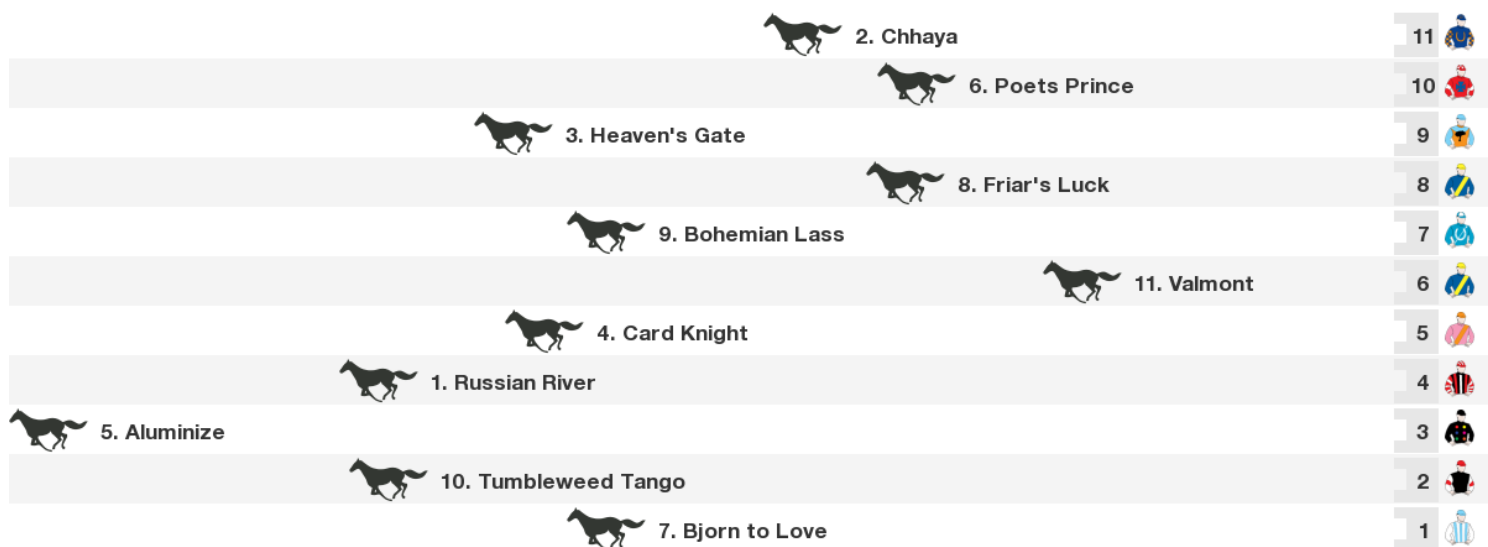 2. Chhaya 11
6. Poets Prince 10
3. Heaven's Gate 9
8. Friar's Luck 8
9. Bohemian Lass 7
11. Valmont 6
4. Card Knight 5
1. Russian River 4
5. Aluminize 3
10. Tumbleweed Tango 2
7. Bjorn to Love 1